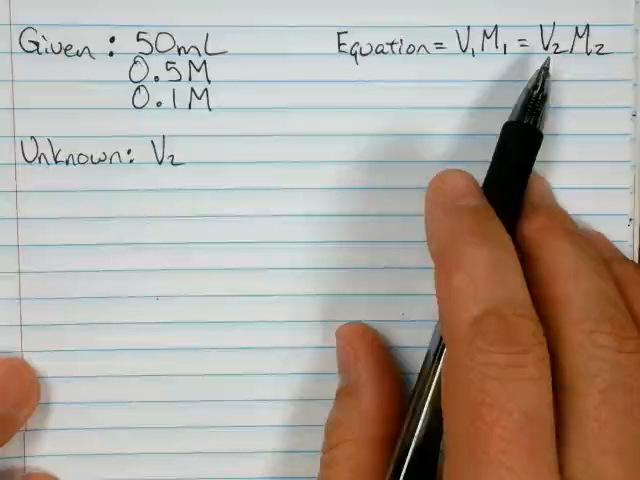 Given: 50mL
0.5M
0.1M
Equation = V₁M₁ = V₂M₂
Unknown: V₂